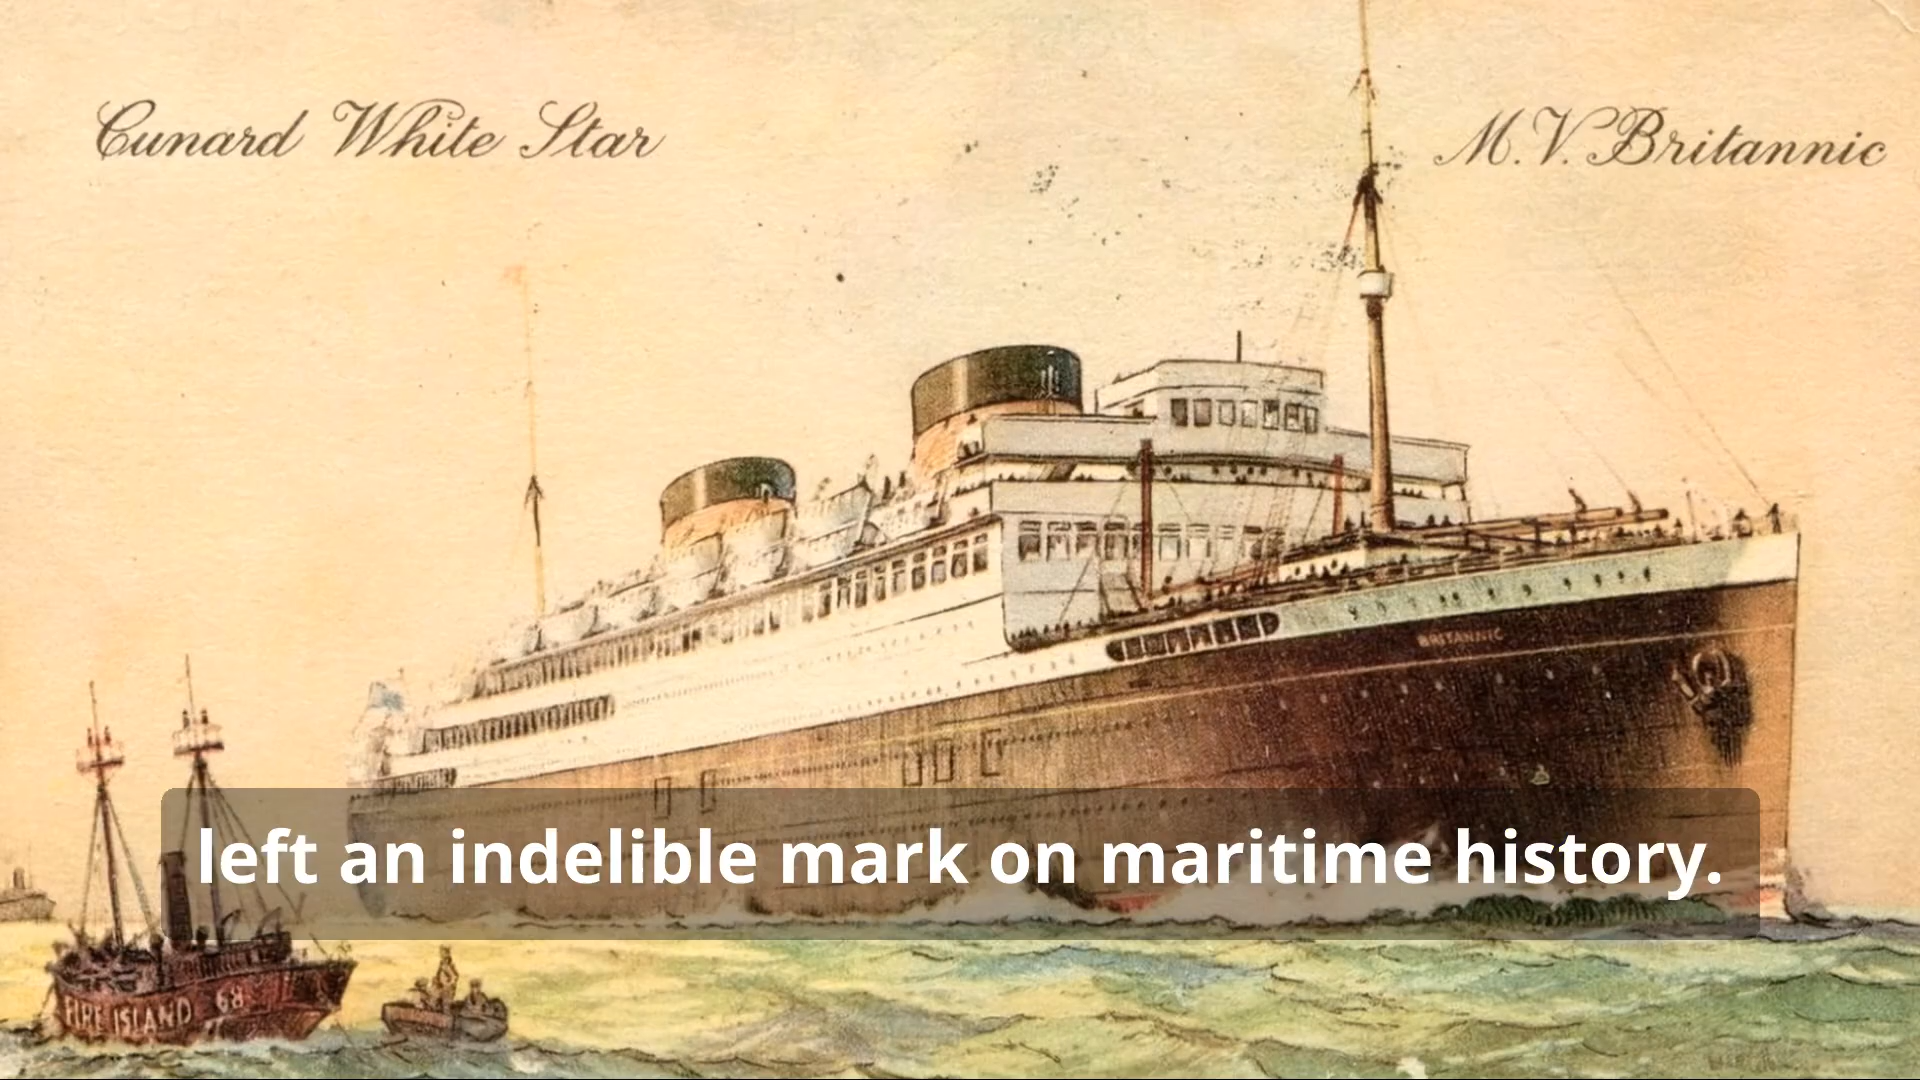 Cunard White Star
M.V. Britannic
BRITANNIC
left an indelible mark on maritime history.
FIRE ISLAND 68